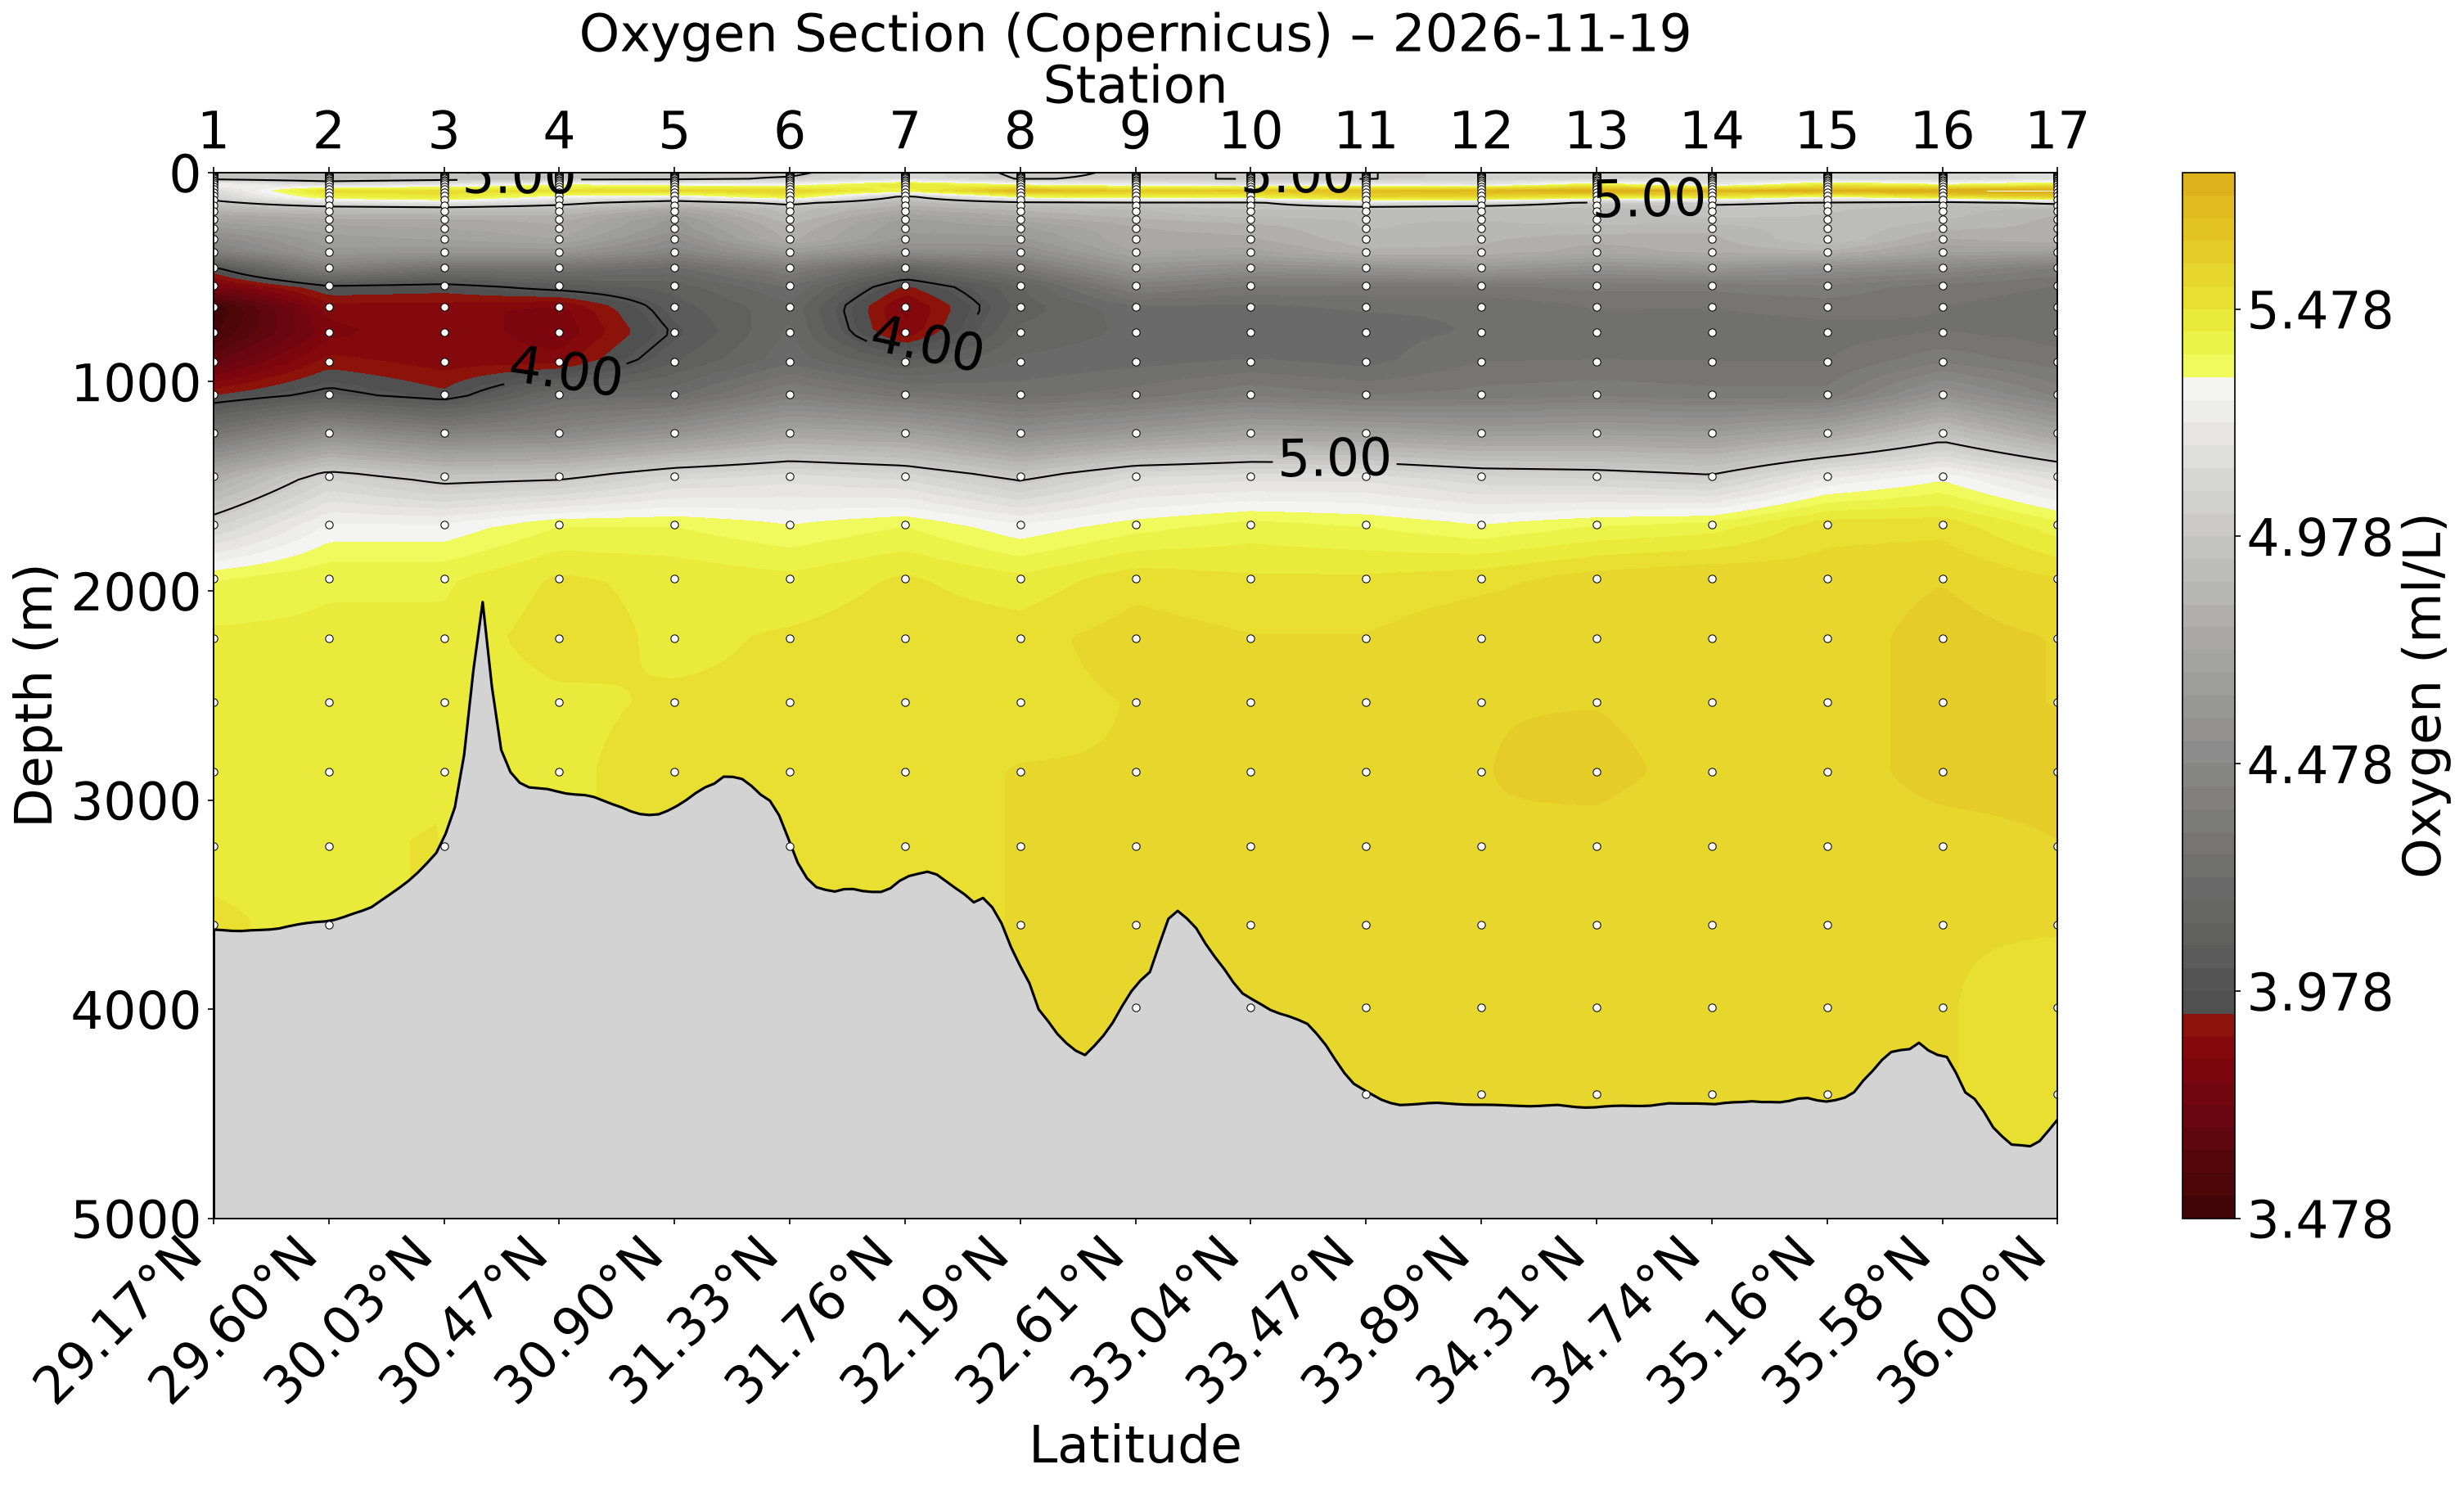 Oxygen Section (Copernicus) – 2026-11-19
Station
1 2 3 4 5 6 7 8 9 10 11 12 13 14 15 16 17
0
1000
2000
3000
4000
5000
Depth (m)
5.00
5.00
5.00
4.00
4.00
5.00
29.17°N 29.60°N 30.03°N 30.47°N 30.90°N 31.33°N 31.76°N 32.19°N 32.61°N 33.04°N 33.47°N 33.89°N 34.31°N 34.74°N 35.16°N 35.58°N 36.00°N
Latitude
5.478
4.978
4.478
3.978
3.478
Oxygen (ml/L)